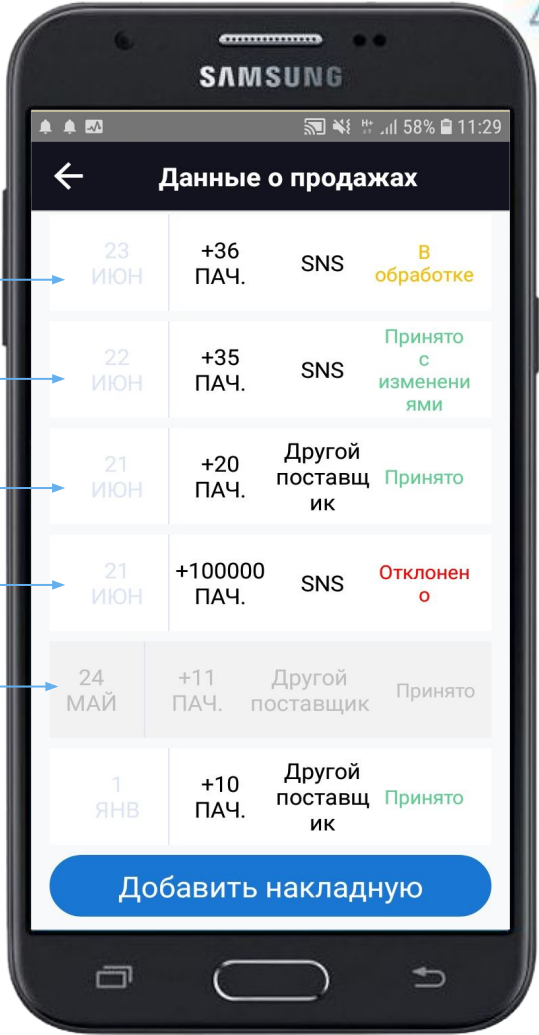 SAMSUNG
H+ 58% 11:29
Данные о продажах
23
ИЮН
+36
ПАЧ.
SNS
В
обработке
22
ИЮН
+35
ПАЧ.
SNS
Принято
с
изменени
ями
21
ИЮН
+20
ПАЧ.
Другой
поставщ
ик
Принято
21
ИЮН
+100000
ПАЧ.
SNS
Отклонен
о
24
МАЙ
+11
ПАЧ.
Другой
поставщик
Принято
1
ЯНВ
+10
ПАЧ.
Другой
поставщ
ик
Принято
Добавить накладную